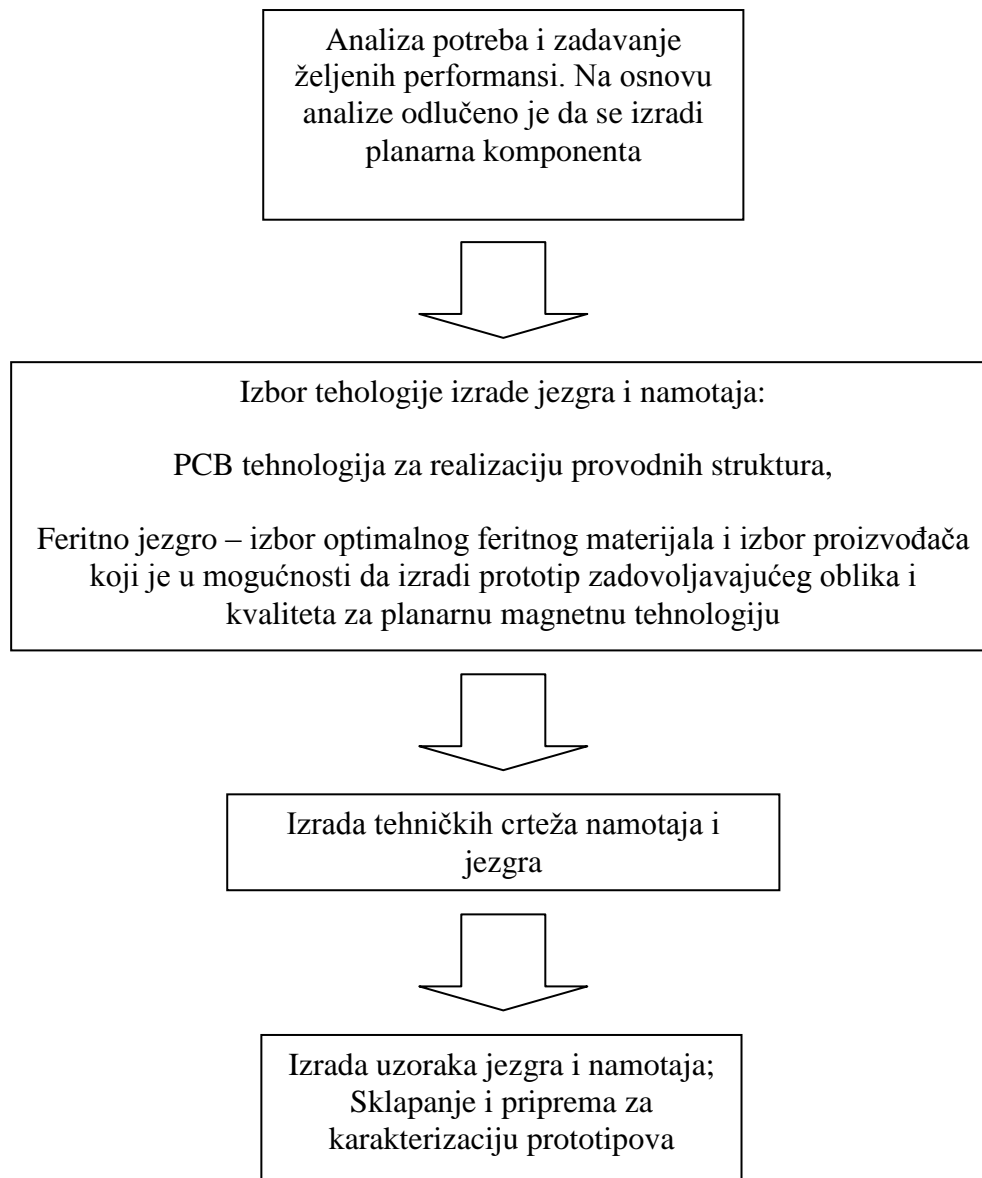 Analiza potreba i zadavanje
željenih performansi. Na osnovu
analize odlučeno je da se izradi
planarna komponenta
Izbor tehologije izrade jezgra i namotaja:
PCB tehnologija za realizaciju provodnih struktura,
Feritno jezgro – izbor optimalnog feritnog materijala i izbor proizvođača
koji je u mogućnosti da izradi prototip zadovoljavajućeg oblika i
kvaliteta za planarnu magnetnu tehnologiju
Izrada tehničkih crteža namotaja i
jezgra
Izrada uzoraka jezgra i namotaja;
Sklapanje i priprema za
karakterizaciju prototipova